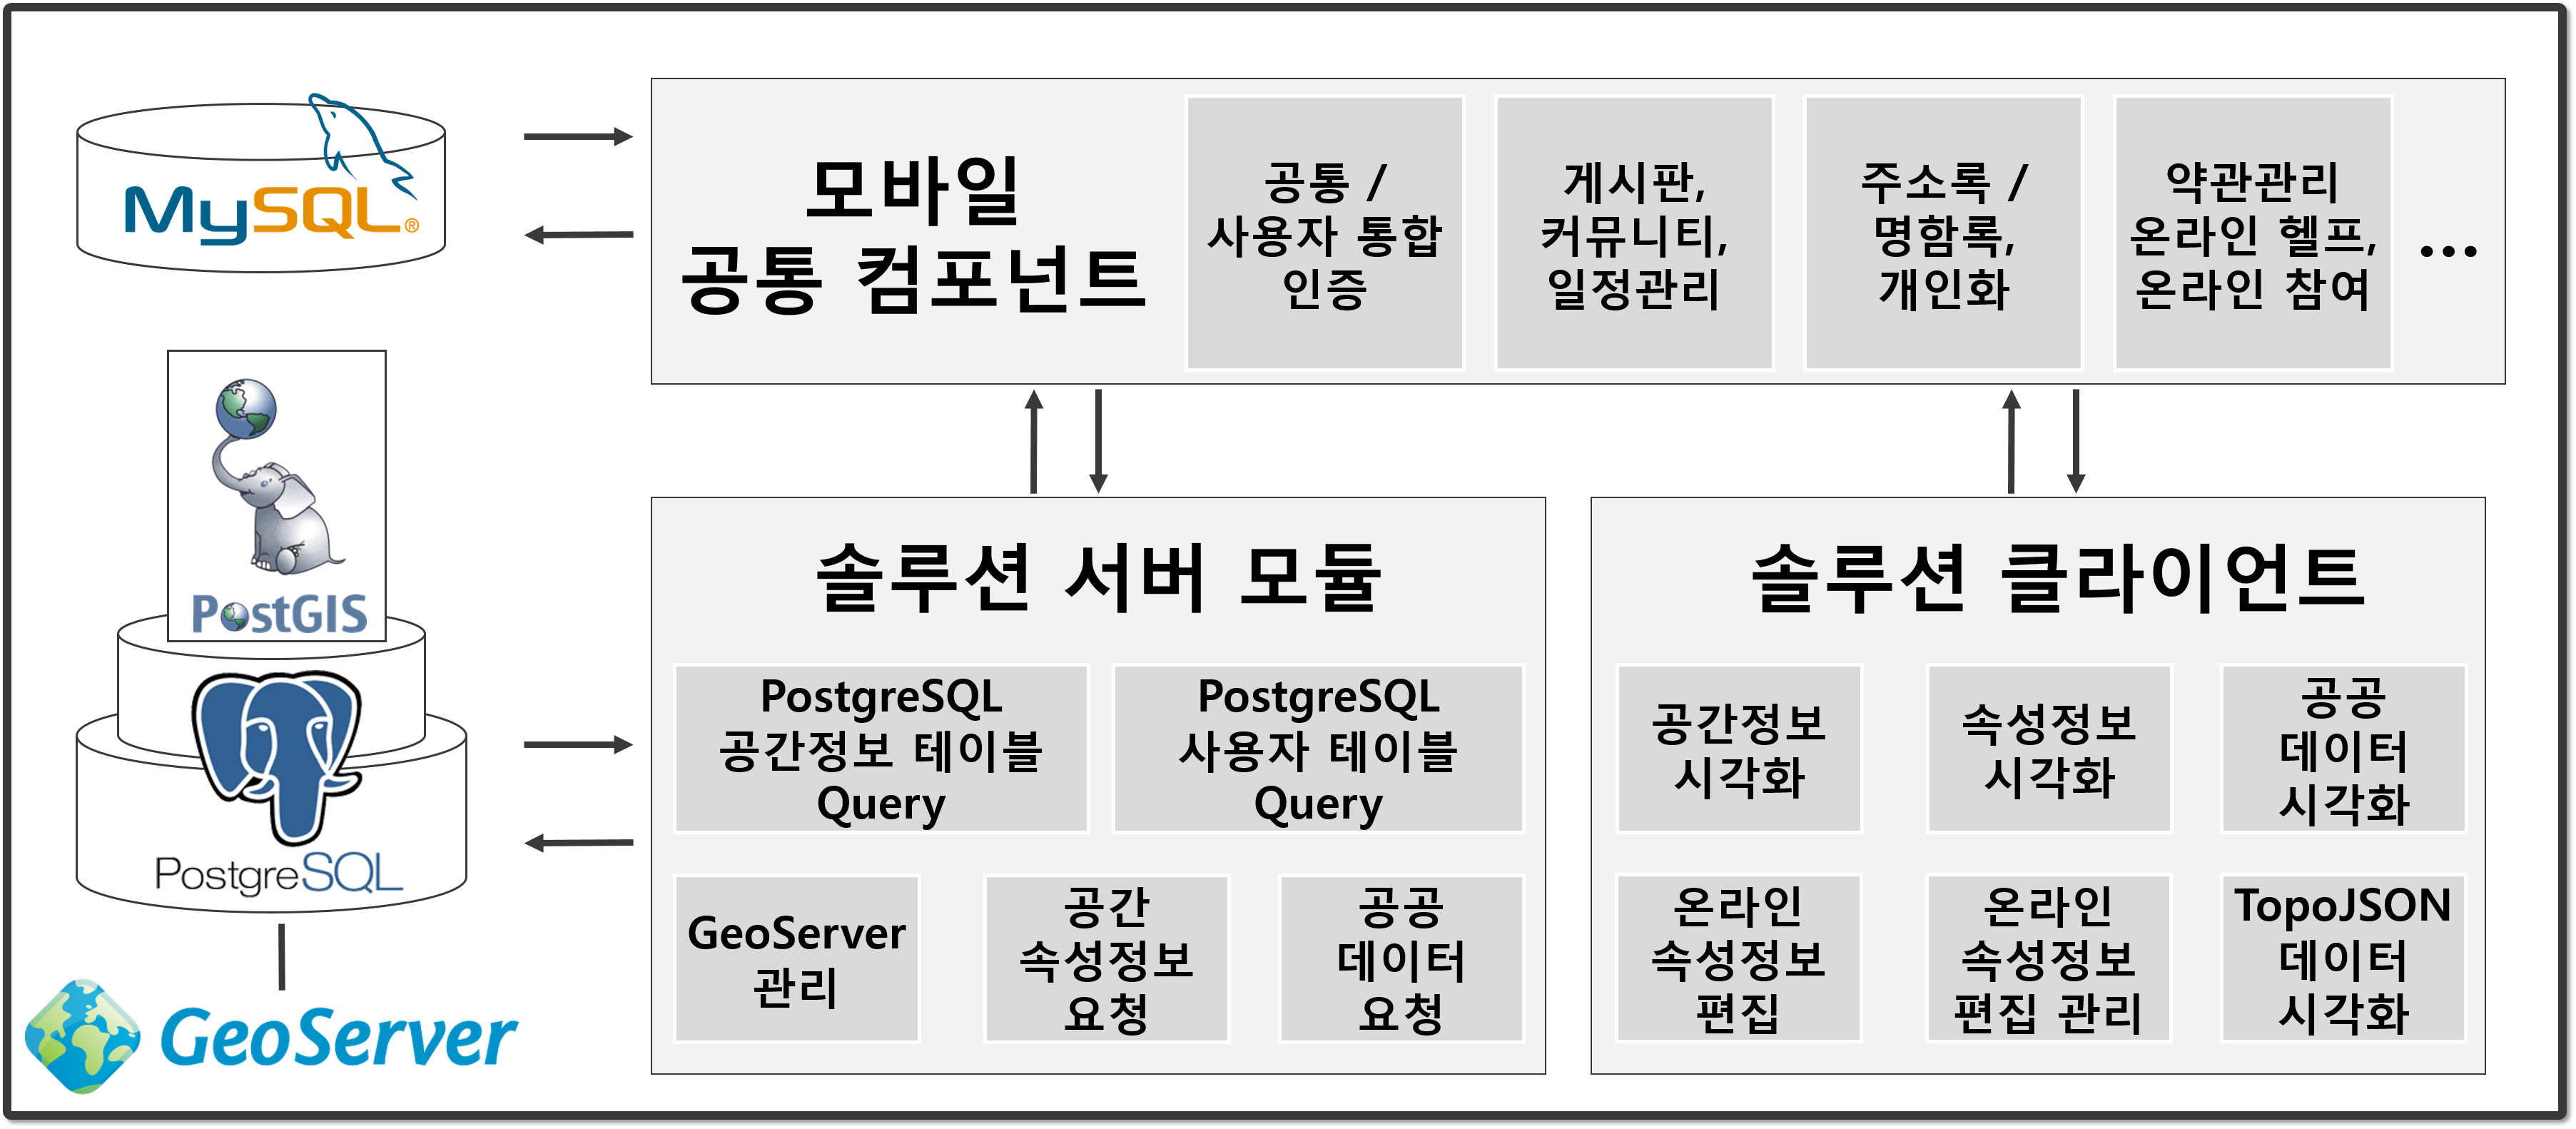 MySQL®
모바일
공통 컴포넌트
공통 /
사용자 통합
인증
게시판,
커뮤니티,
일정관리
주소록 /
명함록,
개인화
약관관리
온라인 헬프,
온라인 참여
...
PostGIS
PostgreSQL
GeoServer
솔루션 서버 모듈
PostgreSQL
공간정보 테이블
Query
PostgreSQL
사용자 테이블
Query
GeoServer
관리
공간
속성정보
요청
공공
데이터
요청
솔루션 클라이언트
공간정보
시각화
속성정보
시각화
공공
데이터
시각화
온라인
속성정보
편집
온라인
속성정보
편집 관리
TopoJSON
데이터
시각화